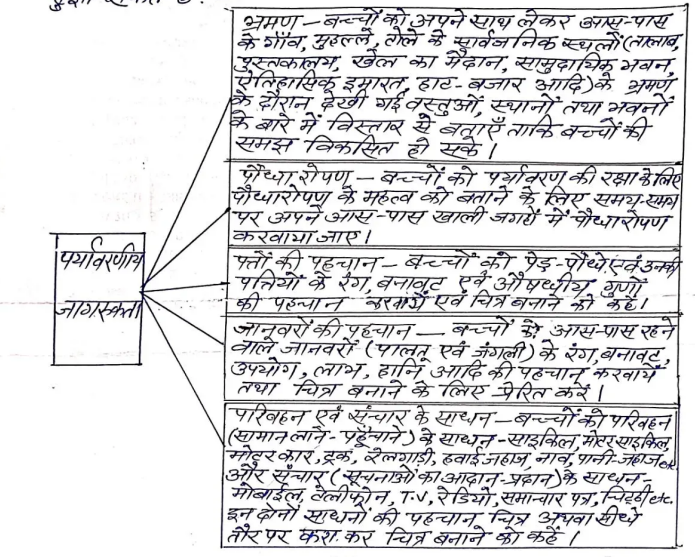 भ्रमण – बच्चों को अपने साथ लेकर आस-पास
के गाँव, मुहल्ले, टोले के सार्वजनिक स्थलों (तालाब,
पुस्तकालय, खेल का मैदान, सामुदायिक भवन,
ऐतिहासिक इमारत, हाट-बजार आदि) के भ्रमण
के दौरान देखी गई वस्तुओं, स्थानों तथा भवनों
के बारे में विस्तार से बताएँ ताकि बच्चों की
समझ विकसित हो सके।
पौधा रोपण – बच्चों को पर्यावरण की रक्षा के लिए
पौधारोपण के महत्व को बताने के लिए समय-समय
पर अपने आस-पास खाली जगहों में पौधारोपण
करवाया जाए।
पर्यावरणीय
जागरुकता
पत्तों की पहचान – बच्चों को पेड़-पौधे एवं उनकी
पत्तियों के रंग, बनावट एवं औषधीय गुणों
की पहचान करवायें एवं चित्र बनाने को कहें।
जानवरों की पहचान – बच्चों को आस-पास रहने
वाले जानवरों (पालतू एवं जंगली) के रंग, बनावट,
उपयोग, लाभ, हानि आदि की पहचान करवायें
तथा चित्र बनाने के लिए प्रेरित करें।
परिवहन एवं संचार के साधन – बच्चों को परिवहन
(सामान लाने-पहुँचाने) के साधन-साइकिल, मोटर साइकिल,
मोटर कार, ट्रक, रेलगाड़ी, हवाई जहाज, नाव, पानी-जहाज etc
और संचार (सूचनाओं का आदान-प्रदान) के साधन-
मोबाईल, टेलीफोन, T.V, रेडियो, समाचार पत्र, चिट्ठी etc.
इन दोनों साधनों की पहचान चित्र अथवा सीधे
तौर पर करा कर चित्र बनाने को कहें।